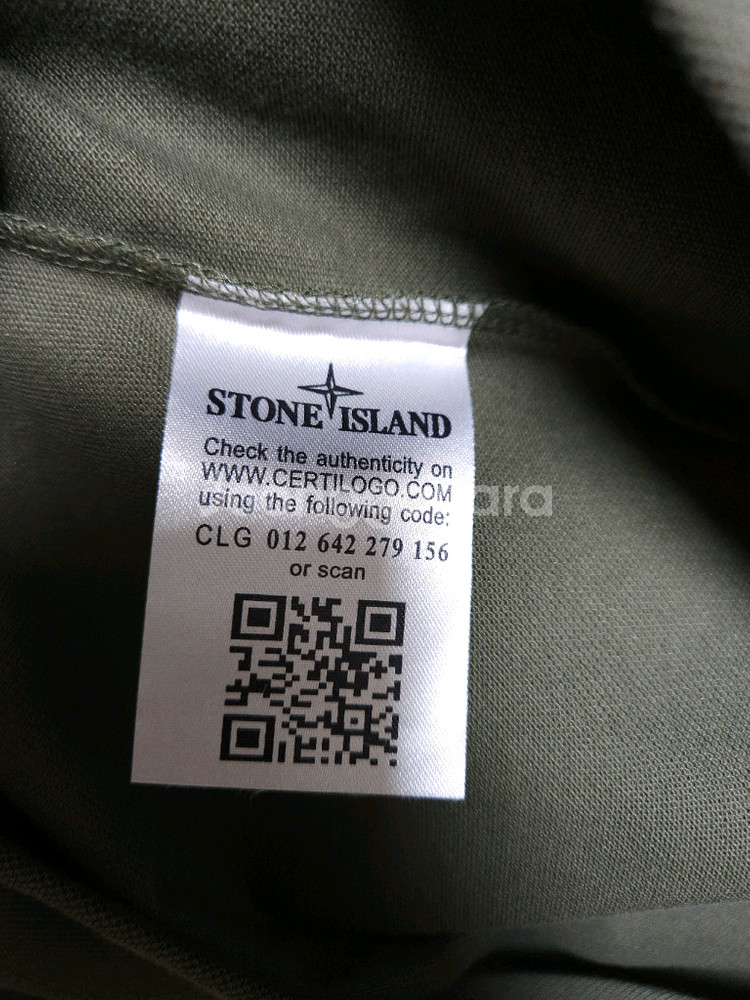 STONE ISLAND
Check the authenticity on
WWW.CERTILOGO.COM
using the following code:
CLG 012 642 279 156
or scan